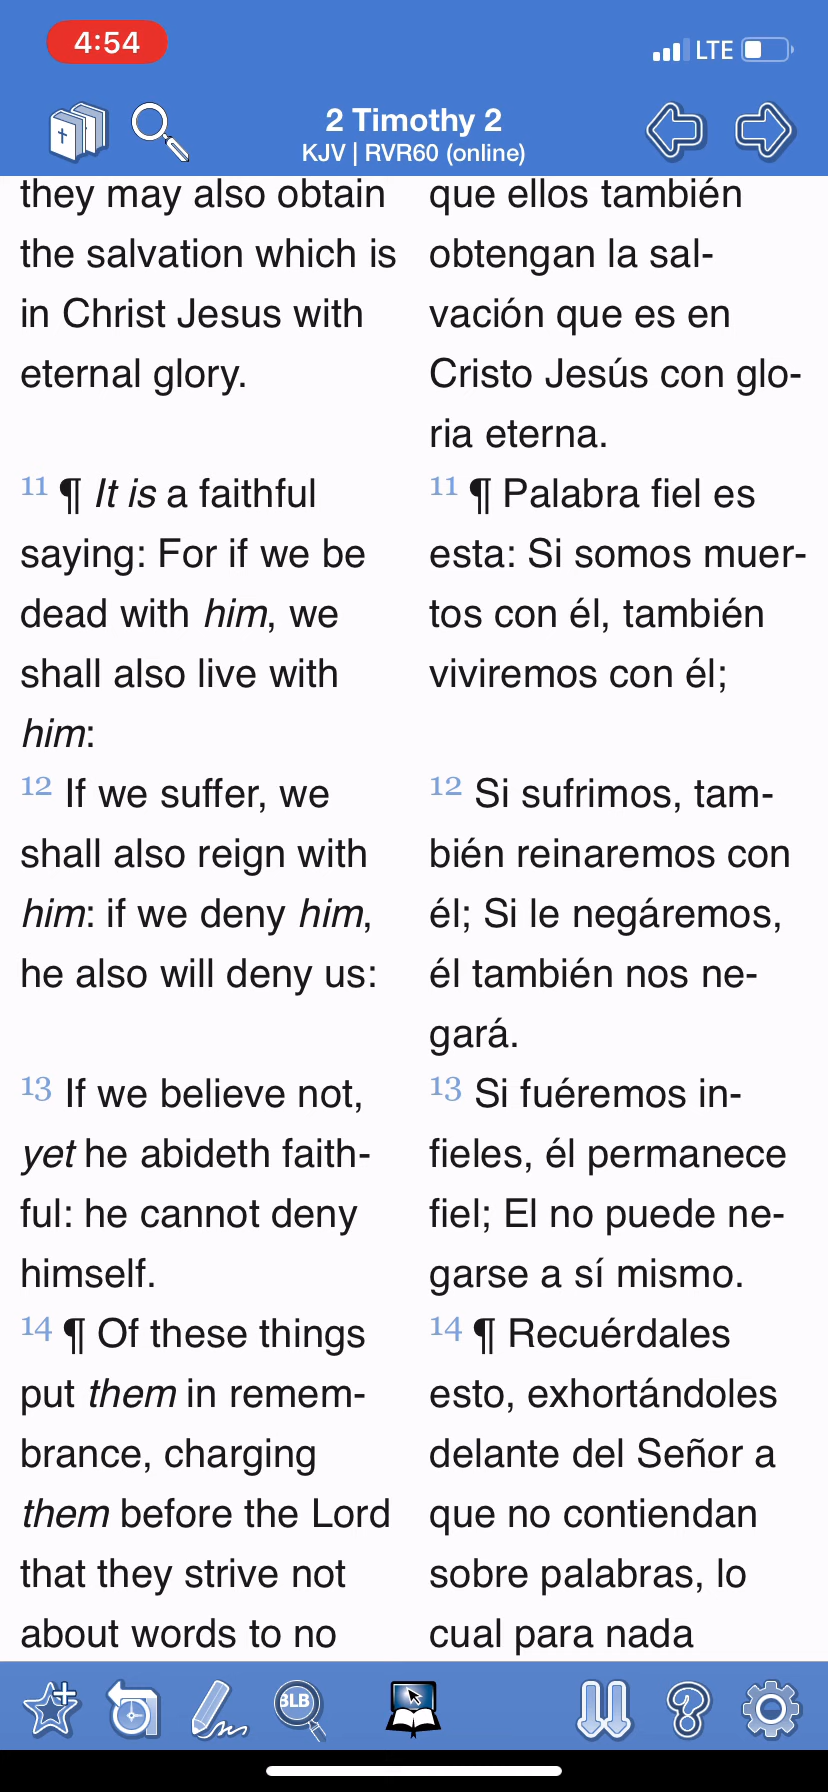 4:54
LTE
2 Timothy 2
KJV | RVR60 (online)
they may also obtain
the salvation which is
in Christ Jesus with
eternal glory.
11 ¶ It is a faithful
saying: For if we be
dead with him, we
shall also live with
him:
12 If we suffer, we
shall also reign with
him: if we deny him,
he also will deny us:
13 If we believe not,
yet he abideth faith-
ful: he cannot deny
himself.
14 ¶ Of these things
put them in remem-
brance, charging
them before the Lord
that they strive not
about words to no
que ellos también
obtengan la sal-
vación que es en
Cristo Jesús con glo-
ria eterna.
11 ¶ Palabra fiel es
esta: Si somos muer-
tos con él, también
viviremos con él;
12 Si sufrimos, tam-
bién reinaremos con
él; Si le negáremos,
él también nos ne-
gará.
13 Si fuéremos in-
fieles, él permanece
fiel; El no puede ne-
garse a sí mismo.
14 ¶ Recuérdales
esto, exhortándoles
delante del Señor a
que no contiendan
sobre palabras, lo
cual para nada
BLB